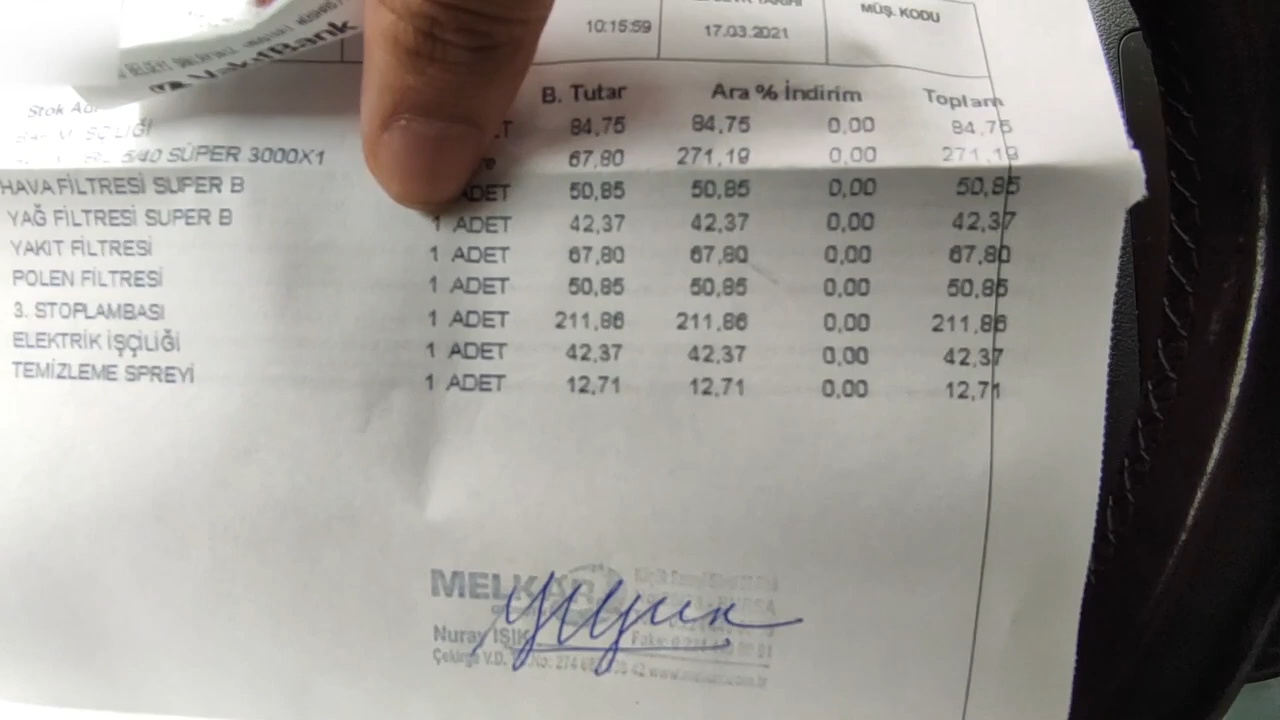 VakıfBank
10:15:59 17.03.2021 MÜŞ. KODU
Stok B. Tutar Ara % İndirim Toplam
84,75 84,75 0,00 84,75
5/40 SÜPER 3000X1 67,80 271,19 0,00 271,19
HAVA FİLTRESİ SUPER B ADET 50,85 50,85 0,00 50,85
YAĞ FİLTRESİ SUPER B 1 ADET 42,37 42,37 0,00 42,37
YAKIT FİLTRESİ 1 ADET 67,80 67,80 0,00 67,80
POLEN FİLTRESİ 1 ADET 50,85 50,85 0,00 50,85
3. STOPLAMBASI 1 ADET 211,86 211,86 0,00 211,86
ELEKTRİK İŞÇİLİĞİ 1 ADET 42,37 42,37 0,00 42,37
TEMİZLEME SPREYİ 1 ADET 12,71 12,71 0,00 12,71
MELKAR
Nuray IŞIK
Çekirge V.D.